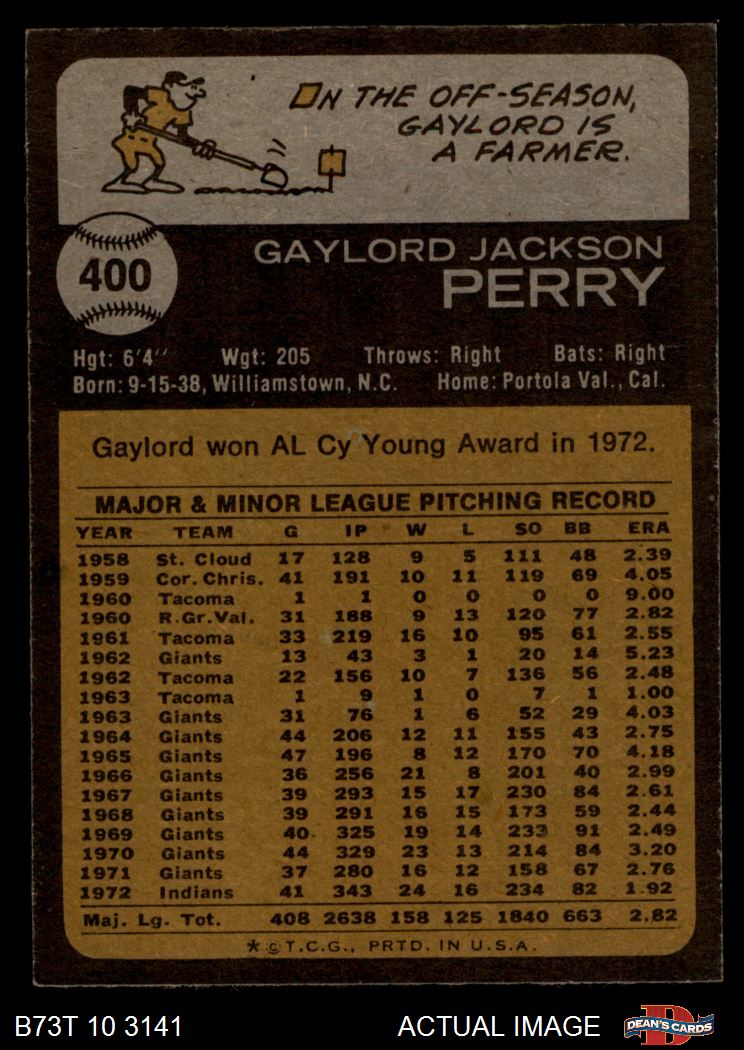 ON THE OFF-SEASON,
GAYLORD IS
A FARMER.
400
GAYLORD JACKSON
PERRY
Hgt: 6'4" Wgt: 205 Throws: Right Bats: Right
Born: 9-15-38, Williamstown, N.C. Home: Portola Val., Cal.
Gaylord won AL Cy Young Award in 1972.
MAJOR & MINOR LEAGUE PITCHING RECORD
YEAR TEAM G IP W L SO BB ERA
1958 St. Cloud 17 128 9 5 111 48 2.39
1959 Cor. Chris. 41 191 10 11 119 69 4.05
1960 Tacoma 1 1 0 0 0 0 9.00
1960 R.Gr.Val. 31 188 9 13 120 77 2.82
1961 Tacoma 33 219 16 10 95 61 2.55
1962 Giants 13 43 3 1 20 14 5.23
1962 Tacoma 22 156 10 7 136 56 2.48
1963 Tacoma 1 9 1 0 7 1 1.00
1963 Giants 31 76 1 6 52 29 4.03
1964 Giants 44 206 12 11 155 43 2.75
1965 Giants 47 196 8 12 170 70 4.18
1966 Giants 36 256 21 8 201 40 2.99
1967 Giants 39 293 15 17 230 84 2.61
1968 Giants 39 291 16 15 173 59 2.44
1969 Giants 40 325 19 14 233 91 2.49
1970 Giants 44 329 23 13 214 84 3.20
1971 Giants 37 280 16 12 158 67 2.76
1972 Indians 41 343 24 16 234 82 1.92
Maj. Lg. Tot. 408 2638 158 125 1840 663 2.82
* © T.C.G., PRTD. IN U.S.A.
B73T 10 3141 ACTUAL IMAGE DEAN'S CARDS